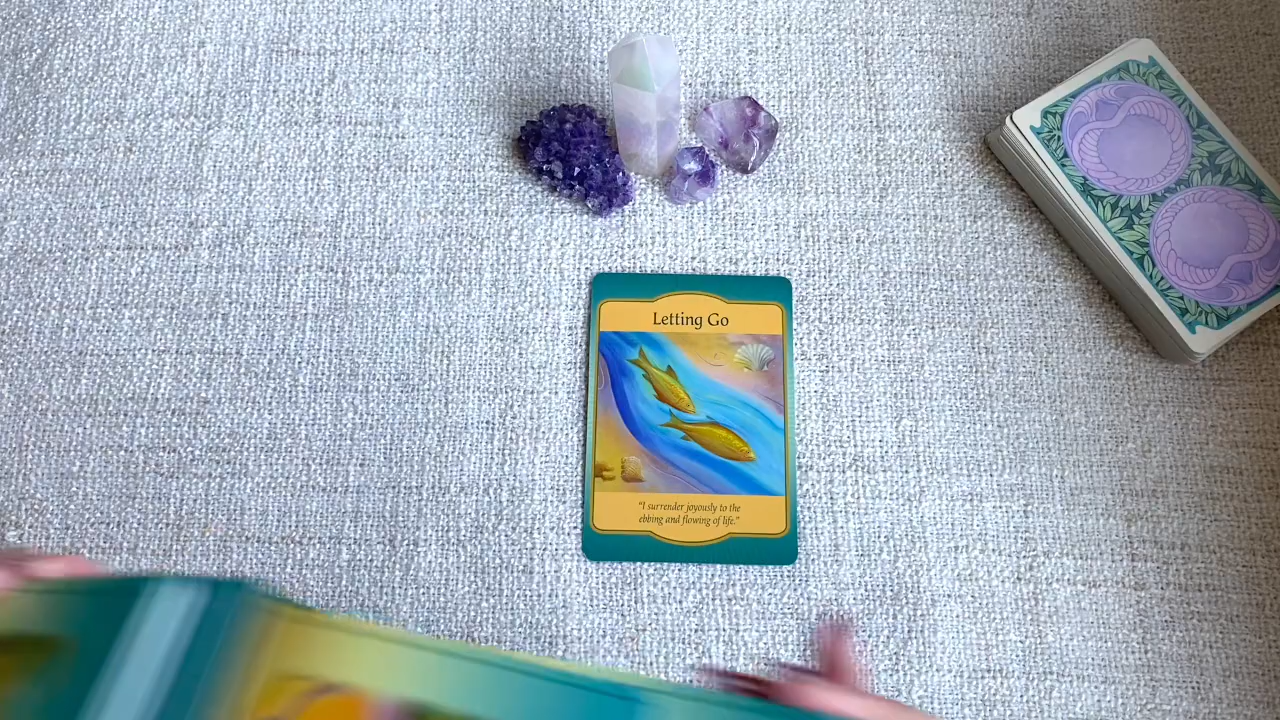 Letting Go
“I surrender joyously to the
ebbing and flowing of life.”